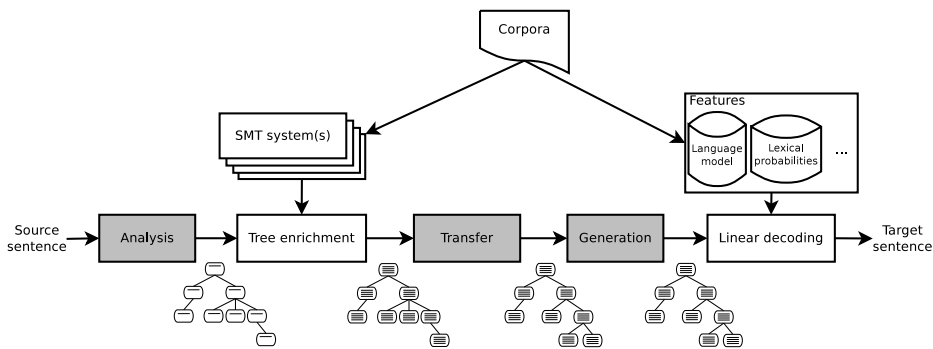 Corpora
SMT system(s)
Features
Language
model
Lexical
probabilities
...
Source
sentence
Analysis
Tree enrichment
Transfer
Generation
Linear decoding
Target
sentence